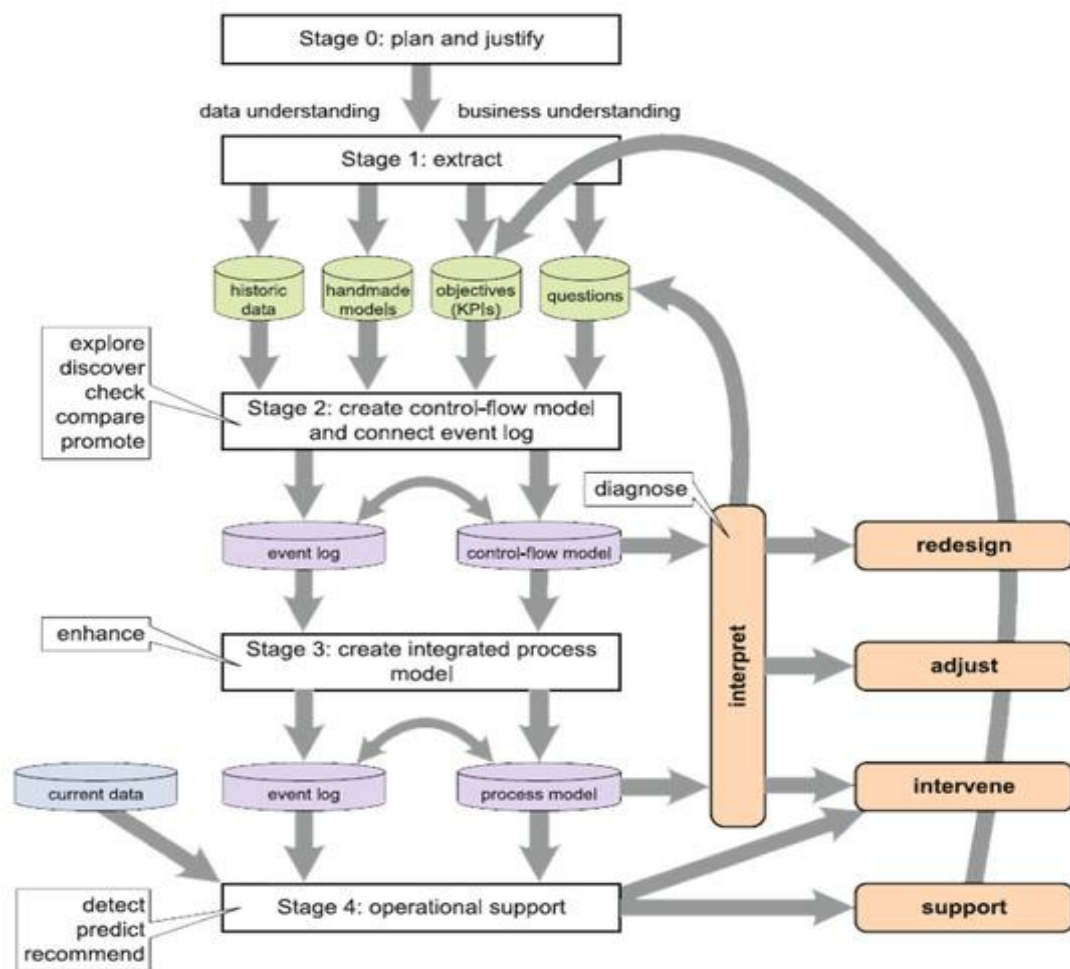 Stage 0: plan and justify
data understanding
business understanding
Stage 1: extract
historic
data
handmade
models
objectives
(KPIs)
questions
explore
discover
check
compare
promote
Stage 2: create control-flow model
and connect event log
diagnose
event log
control-flow model
redesign
enhance
Stage 3: create integrated process
model
interpret
adjust
current data
event log
process model
intervene
detect
predict
recommend
Stage 4: operational support
support